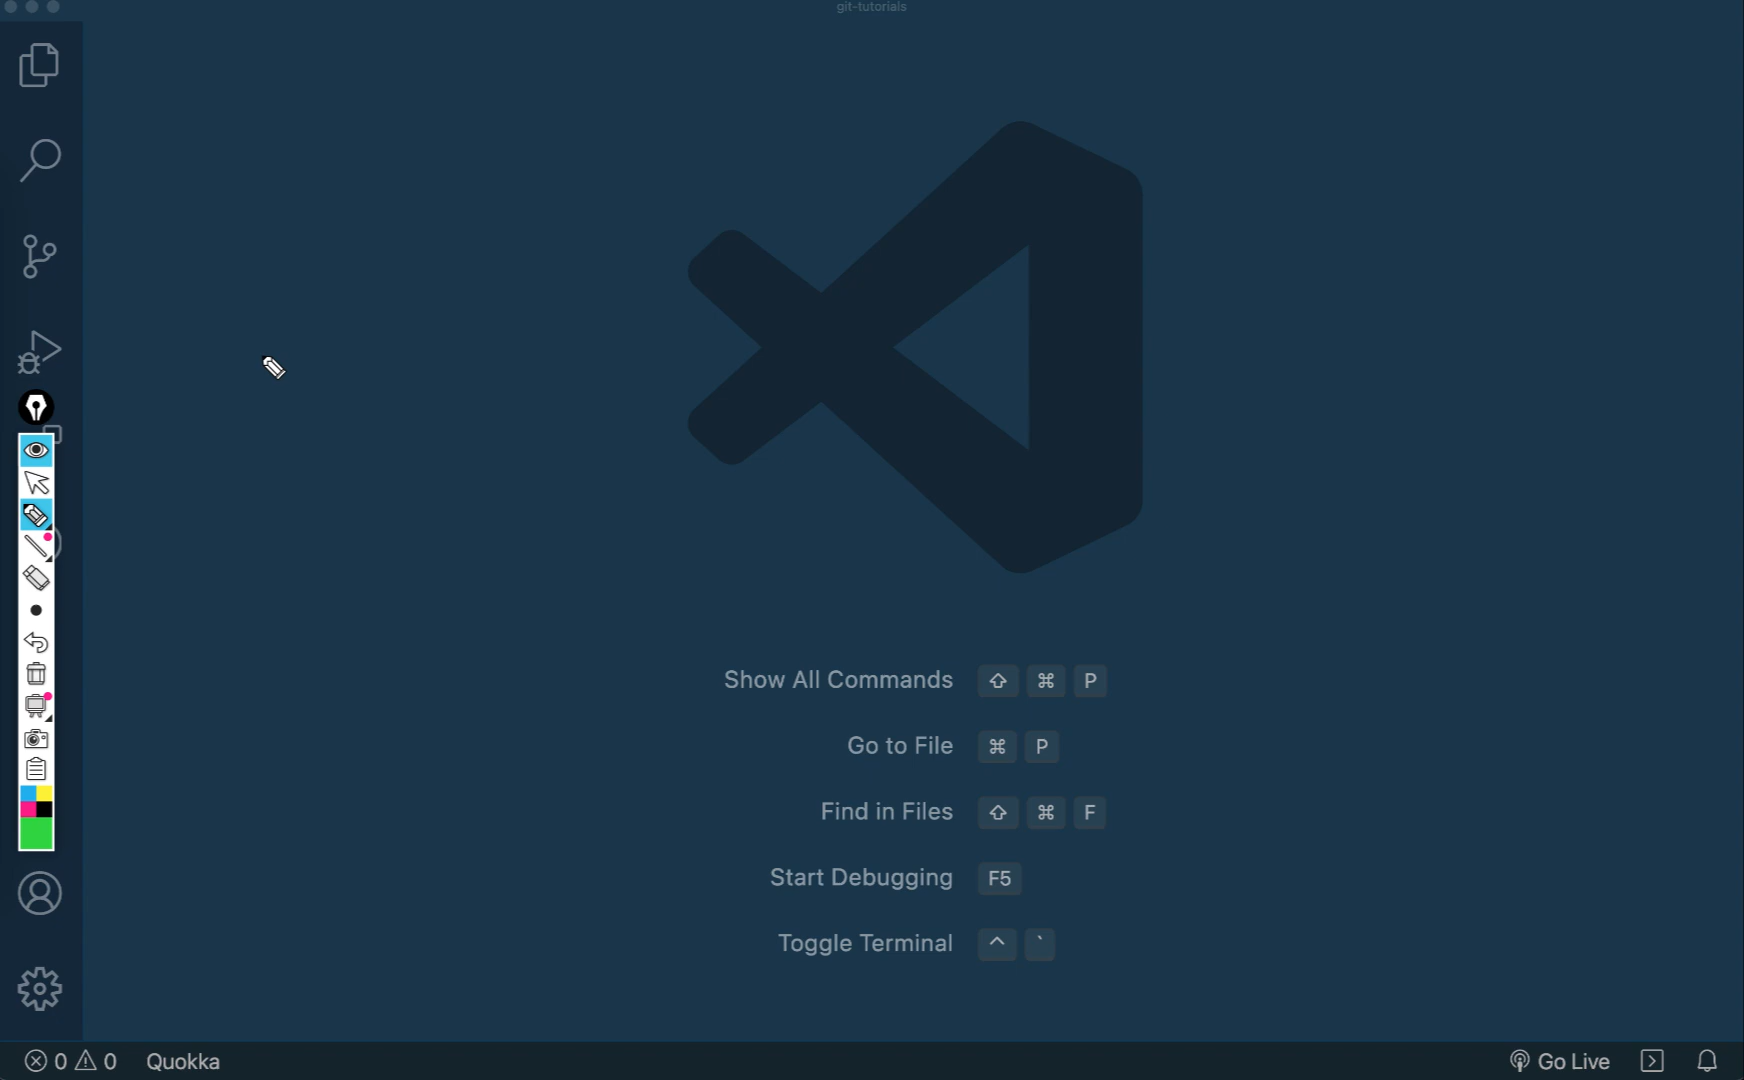 git-tutorials
Show All Commands ⇧ ⌘ P
Go to File ⌘ P
Find in Files ⇧ ⌘ F
Start Debugging F5
Toggle Terminal ^ `
0 0 Quokka Go Live